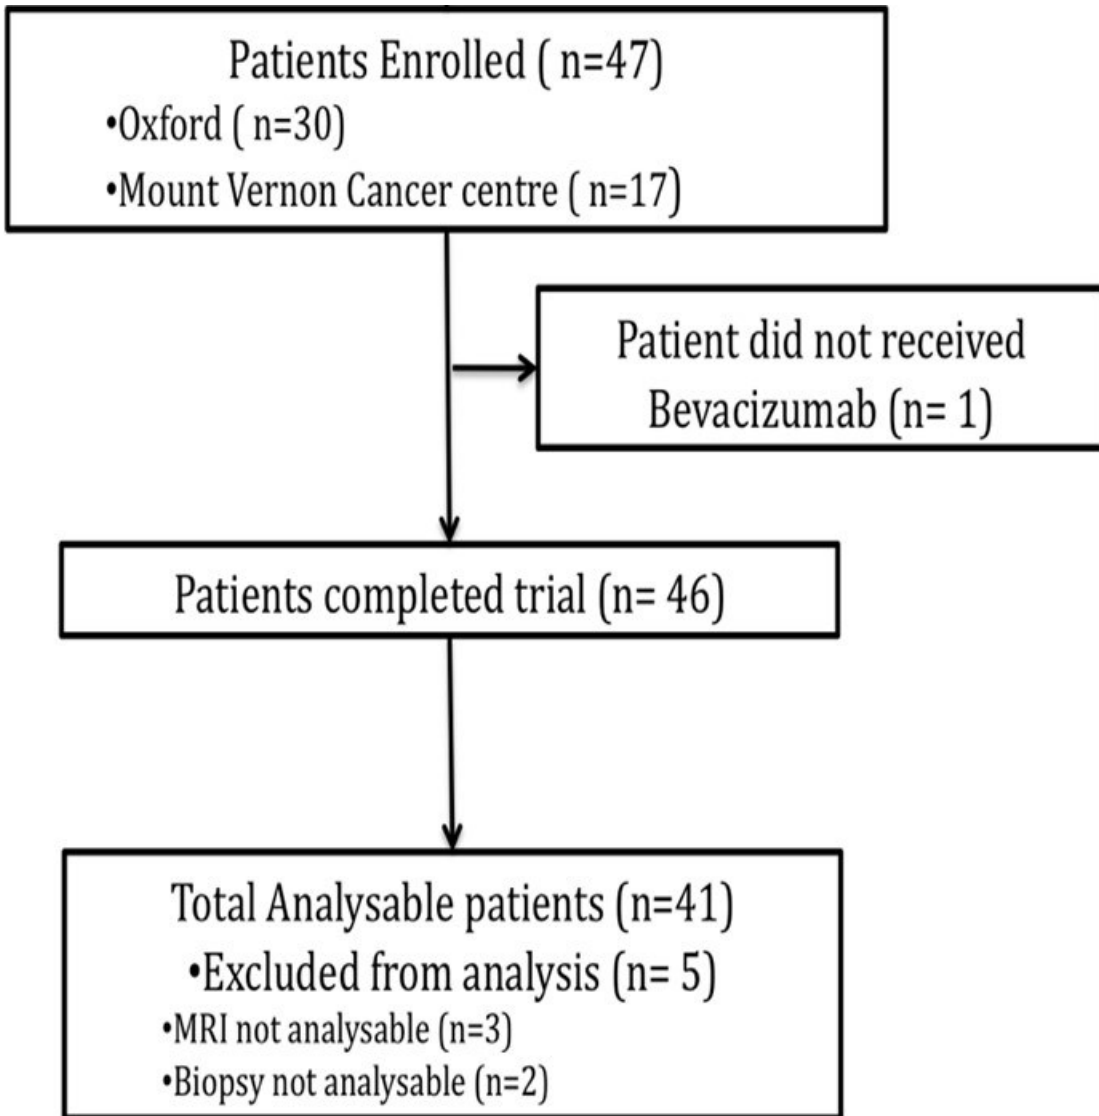 Patients Enrolled ( n=47)
•Oxford ( n=30)
•Mount Vernon Cancer centre ( n=17)
Patient did not received
Bevacizumab (n= 1)
Patients completed trial (n= 46)
Total Analysable patients (n=41)
•Excluded from analysis (n= 5)
•MRI not analysable (n=3)
•Biopsy not analysable (n=2)